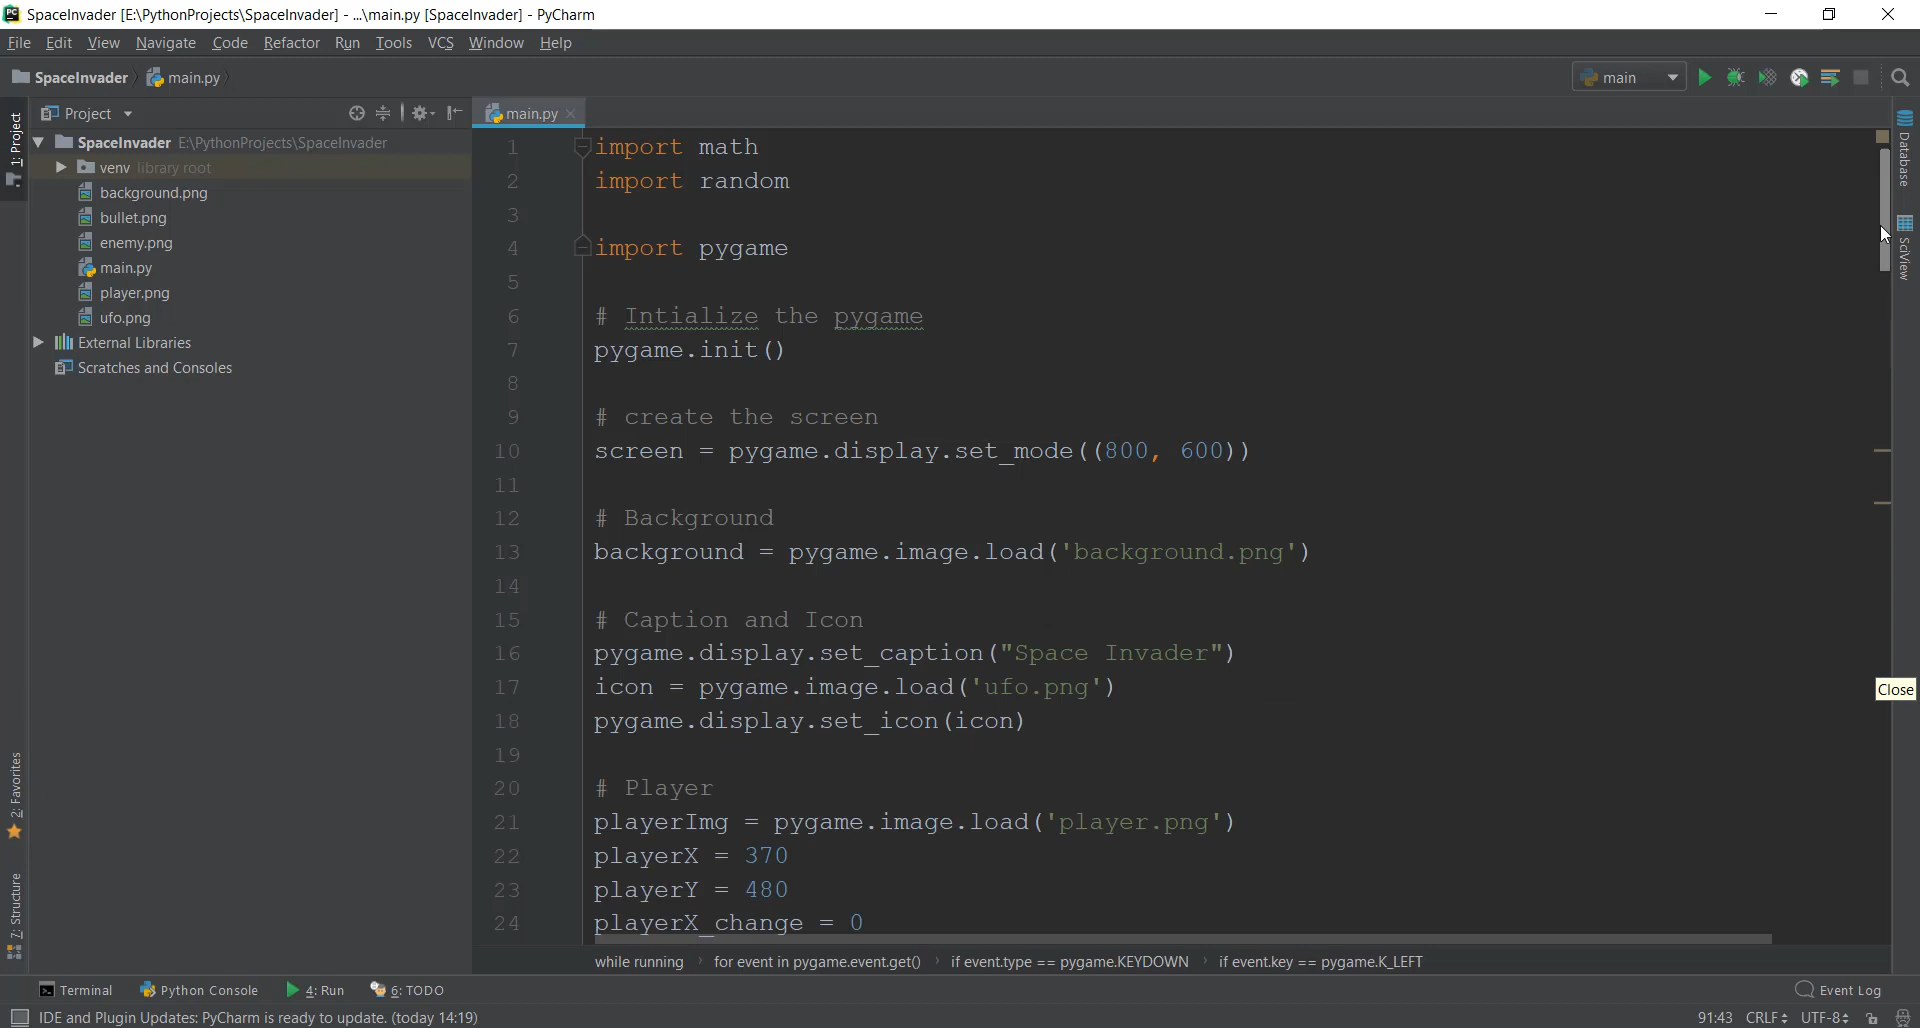 SpaceInvader [E:\PythonProjects\SpaceInvader] - ...\main.py [SpaceInvader] - PyCharm
File Edit View Navigate Code Refactor Run Tools VCS Window Help
SpaceInvader main.py main
Project main.py
1: Project
SpaceInvader E:\PythonProjects\SpaceInvader
venv library root
background.png
bullet.png
enemy.png
main.py
player.png
ufo.png
External Libraries
Scratches and Consoles
2: Favorites
7: Structure
1 import math
2 import random
3
4 import pygame
5
6 # Intialize the pygame
7 pygame.init()
8
9 # create the screen
10 screen = pygame.display.set_mode((800, 600))
11
12 # Background
13 background = pygame.image.load('background.png')
14
15 # Caption and Icon
16 pygame.display.set_caption("Space Invader")
17 icon = pygame.image.load('ufo.png')
18 pygame.display.set_icon(icon)
19
20 # Player
21 playerImg = pygame.image.load('player.png')
22 playerX = 370
23 playerY = 480
24 playerX_change = 0
Database
SciView
Close
while running for event in pygame.event.get() if event.type == pygame.KEYDOWN if event.key == pygame.K_LEFT
Terminal Python Console 4: Run 6: TODO Event Log
IDE and Plugin Updates: PyCharm is ready to update. (today 14:19) 91:43 CRLF UTF-8